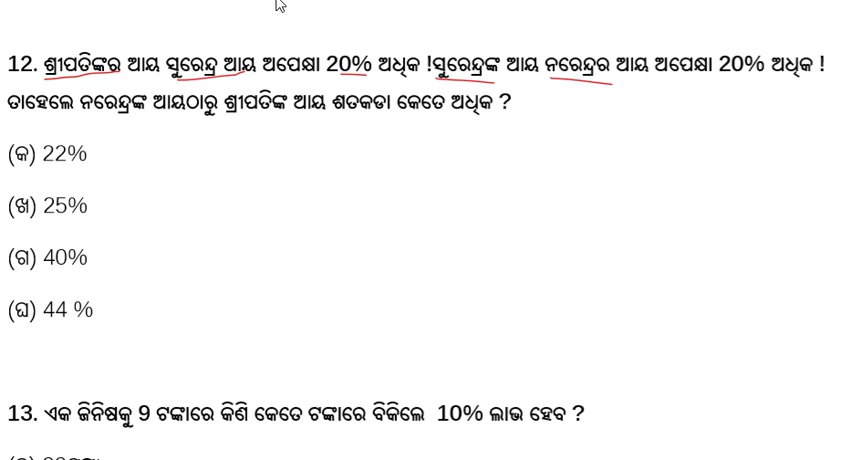 12. ଶ୍ରୀପତିଙ୍କର ଆୟ ସୁରେନ୍ଦ୍ର ଆୟ ଅପେକ୍ଷା 20% ଅଧିକ !ସୁରେନ୍ଦ୍ରଙ୍କ ଆୟ ନରେନ୍ଦ୍ରର ଆୟ ଅପେକ୍ଷା 20% ଅଧିକ !
ତାହେଲେ ନରେନ୍ଦ୍ରଙ୍କ ଆୟଠାରୁ ଶ୍ରୀପତିଙ୍କ ଆୟ ଶତକଡା କେତେ ଅଧିକ ?
(କ) 22%
(ଖ) 25%
(ଗ) 40%
(ଘ) 44 %
13. ଏକ ଜିନିଷକୁ 9 ଟଙ୍କାରେ କିଣି କେତେ ଟଙ୍କାରେ ବିକିଲେ 10% ଲାଭ ହେବ ?